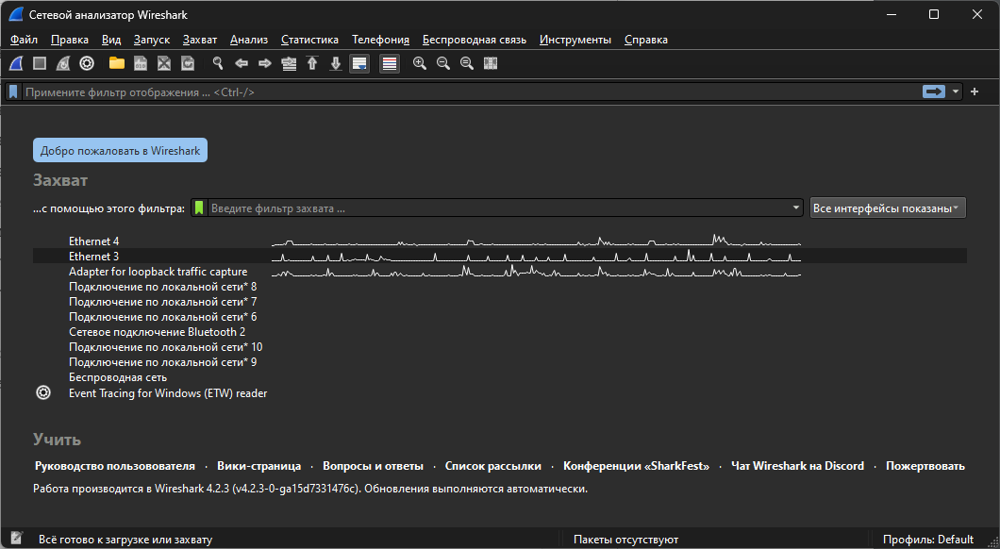 Сетевой анализатор Wireshark
Файл Правка Вид Запуск Захват Анализ Статистика Телефония Беспроводная связь Инструменты Справка
Примените фильтр отображения ... <Ctrl-/>
Добро пожаловать в Wireshark
Захват
...с помощью этого фильтра: Введите фильтр захвата ... Все интерфейсы показаны
Ethernet 4
Ethernet 3
Adapter for loopback traffic capture
Подключение по локальной сети* 8
Подключение по локальной сети* 7
Подключение по локальной сети* 6
Сетевое подключение Bluetooth 2
Подключение по локальной сети* 10
Подключение по локальной сети* 9
Беспроводная сеть
Event Tracing for Windows (ETW) reader
Учить
Руководство пользовователя · Вики-страница · Вопросы и ответы · Список рассылки · Конференции «SharkFest» · Чат Wireshark на Discord · Пожертвовать
Работа производится в Wireshark 4.2.3 (v4.2.3-0-ga15d7331476c). Обновления выполняются автоматически.
Всё готово к загрузке или захвату Пакеты отсутствуют Профиль: Default